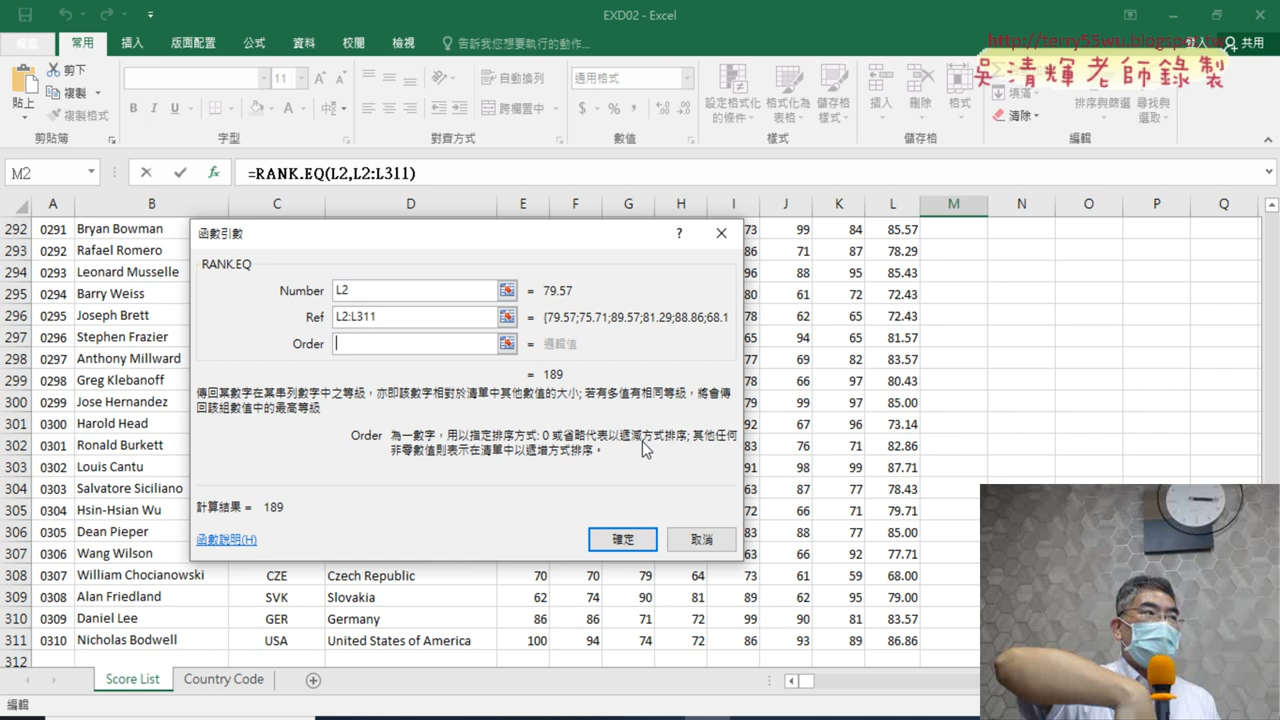 EXD02 - Excel
http://terry55wu.blogspot.tw
吳清輝老師錄製
常用 插入 版面配置 公式 資料 校閱 檢視 告訴我您想要執行的動作... 共用
剪下
複製
複製格式
貼上
11
自動換列
跨欄置中
通用格式
設定格式化的條件
格式化為表格
儲存格樣式
插入 刪除 格式
填滿
清除
排序與篩選
尋找與選取
剪貼簿 字型 對齊方式 數值 樣式 儲存格 編輯
M2 =RANK.EQ(L2,L2:L311)
A B C D E F G H I J K L M N O P Q
292 0291 Bryan Bowman 73 99 84 85.57
293 0292 Rafael Romero 86 71 87 78.29
294 0293 Leonard Musselle 96 88 95 85.43
295 0294 Barry Weiss 80 61 72 72.43
296 0295 Joseph Brett 65 62 65 72.43
297 0296 Stephen Frazier 65 94 94 81.57
298 0297 Anthony Millward 77 69 82 83.57
299 0298 Greg Klebanoff 78 66 97 80.43
300 0299 Jose Hernandez 66 99 97 85.00
301 0300 Harold Head 92 67 96 73.14
302 0301 Ronald Burkett 83 76 71 82.86
303 0302 Louis Cantu 91 98 99 87.71
304 0303 Salvatore Siciliano 63 87 77 78.43
305 0304 Hsin-Hsian Wu 72 66 71 79.71
306 0305 Dean Pieper 83 88 77 85.00
307 0306 Wang Wilson 63 66 92 77.71
308 0307 William Chocianowski CZE Czech Republic 70 70 79 64 73 61 59 68.00
309 0308 Alan Friedland SVK Slovakia 62 74 90 81 89 62 95 79.00
310 0309 Daniel Lee GER Germany 86 86 71 72 99 90 81 83.57
311 0310 Nicholas Bodwell USA United States of America 100 94 74 72 86 93 89 86.86
312
函數引數 ?
RANK.EQ
Number L2 = 79.57
Ref L2:L311 = {79.57;75.71;89.57;81.29;88.86;68.1
Order = 邏輯值
= 189
傳回某數字在某串列數字中之等級，亦即該數字相對於清單中其他數值的大小; 若有多值有相同等級，將會傳
回該組數值中的最高等級
Order 為一數字，用以指定排序方式: 0 或省略代表以遞減方式排序; 其他任何
非零數值則表示在清單中以遞增方式排序。
計算結果 = 189
函數說明(H) 確定 取消
Score List Country Code
編輯